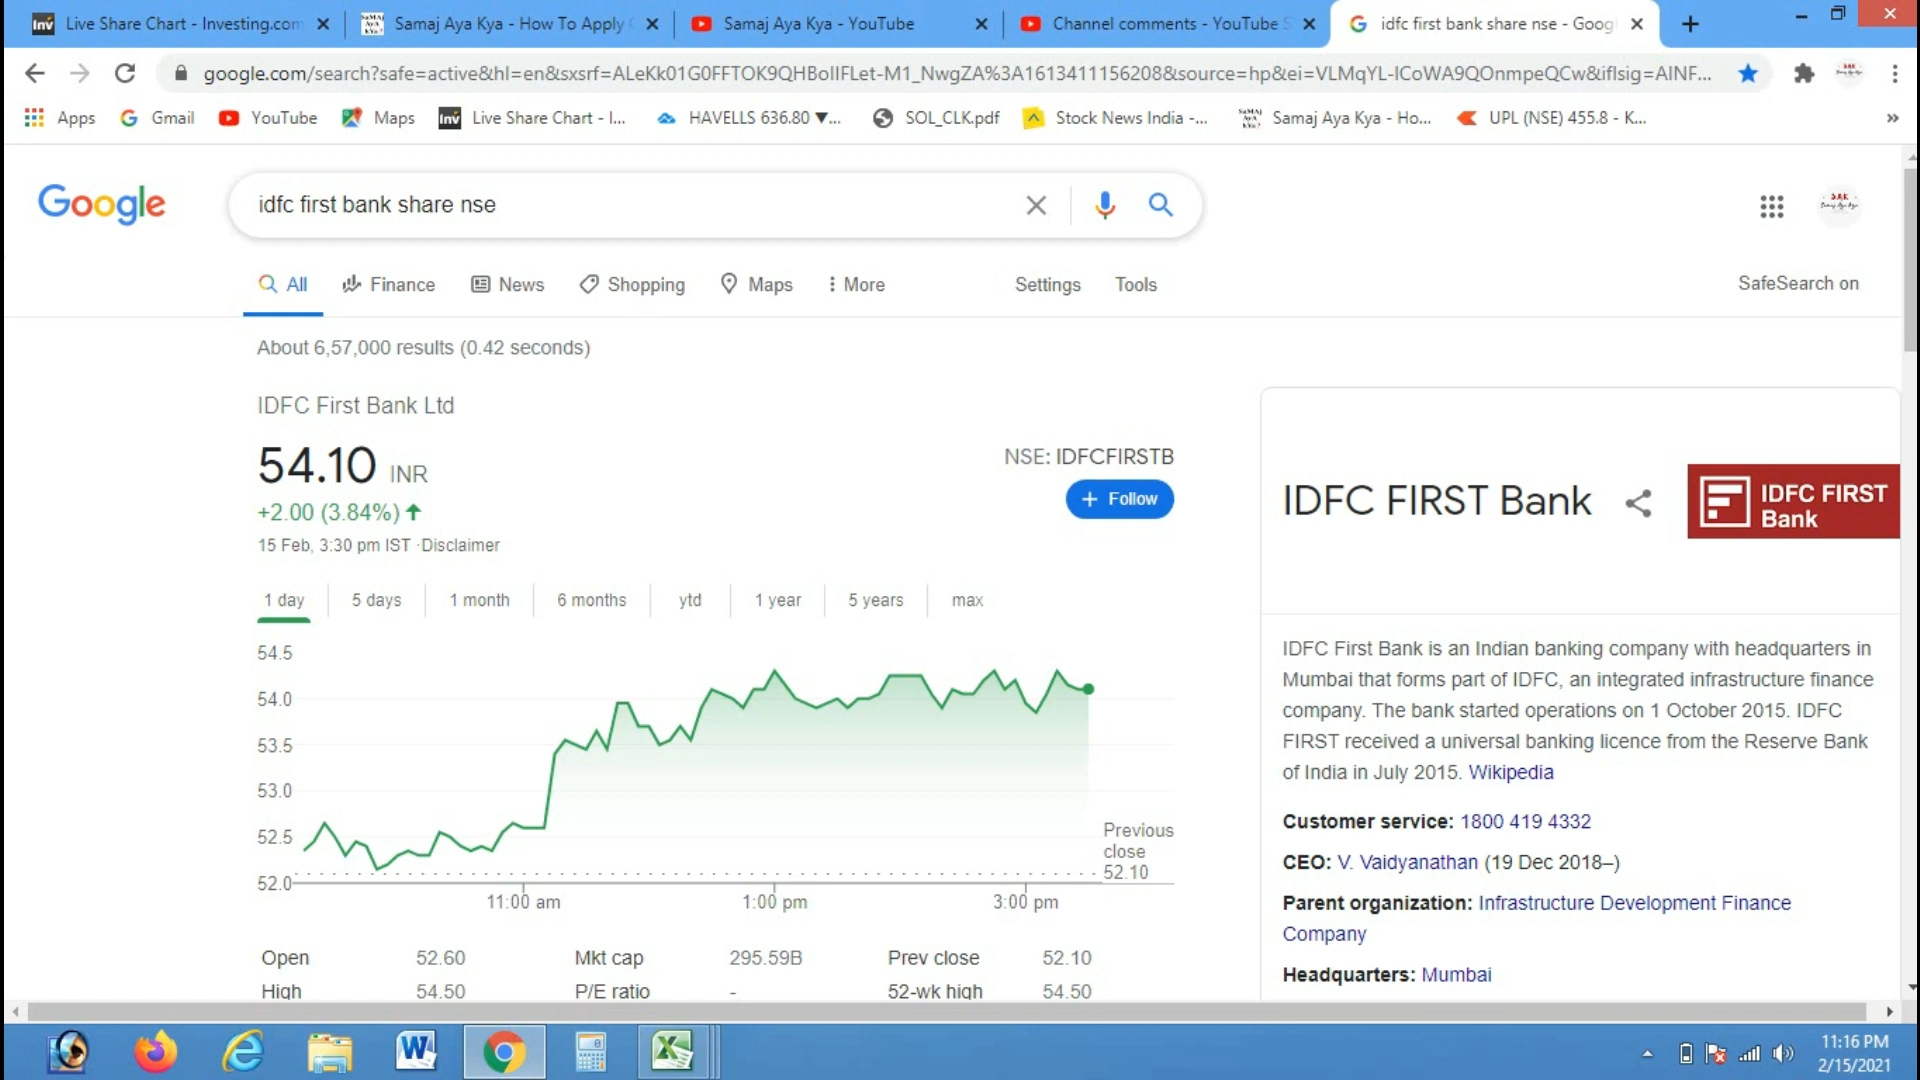 Live Share Chart - Investing.com
Samaj Aya Kya - How To Apply
Samaj Aya Kya - YouTube
Channel comments - YouTube S
idfc first bank share nse - Goog
google.com/search?safe=active&hl=en&sxsrf=ALeKk01G0FFTOK9QHBoIIFLet-M1_NwgZA%3A1613411156208&source=hp&ei=VLMqYL-ICoWA9QOnmpeQCw&iflsig=AINF...
Apps
Gmail
YouTube
Maps
Live Share Chart - I...
HAVELLS 636.80 ▼...
SOL_CLK.pdf
Stock News India -...
Samaj Aya Kya - Ho...
UPL (NSE) 455.8 - K...
»
Google
idfc first bank share nse
All
Finance
News
Shopping
Maps
More
Settings
Tools
SafeSearch on
About 6,57,000 results (0.42 seconds)
IDFC First Bank Ltd
54.10 INR
+2.00 (3.84%)
15 Feb, 3:30 pm IST ·Disclaimer
NSE: IDFCFIRSTB
+ Follow
1 day
5 days
1 month
6 months
ytd
1 year
5 years
max
54.5
54.0
53.5
53.0
52.5
52.0
Previous
close
52.10
11:00 am
1:00 pm
3:00 pm
Open 52.60 Mkt cap 295.59B Prev close 52.10
High 54.50 P/E ratio - 52-wk high 54.50
IDFC FIRST Bank
IDFC FIRST
Bank
IDFC First Bank is an Indian banking company with headquarters in
Mumbai that forms part of IDFC, an integrated infrastructure finance
company. The bank started operations on 1 October 2015. IDFC
FIRST received a universal banking licence from the Reserve Bank
of India in July 2015. Wikipedia
Customer service: 1800 419 4332
CEO: V. Vaidyanathan (19 Dec 2018–)
Parent organization: Infrastructure Development Finance
Company
Headquarters: Mumbai
11:16 PM
2/15/2021